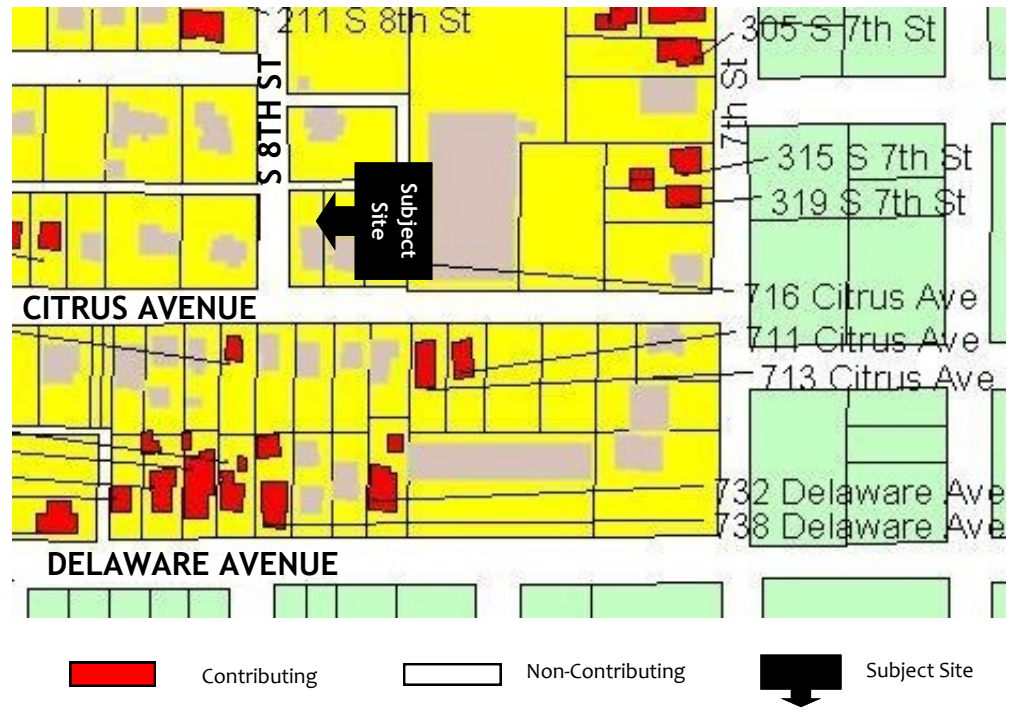 211 S 8th St
305 S 7th St
S 8TH ST
7th St
315 S 7th St
319 S 7th St
Subject
Site
716 Citrus Ave
CITRUS AVENUE
711 Citrus Ave
713 Citrus Ave
732 Delaware Ave
738 Delaware Ave
DELAWARE AVENUE
Contributing
Non-Contributing
Subject Site